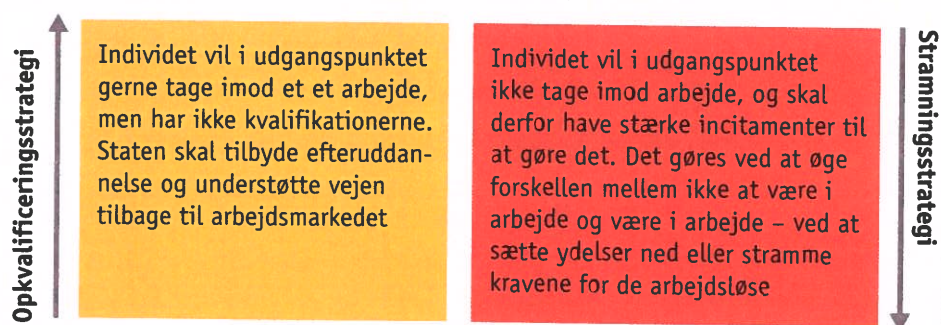 Opkvalificeringsstrategi
Individet vil i udgangspunktet
gerne tage imod et et arbejde,
men har ikke kvalifikationerne.
Staten skal tilbyde efteruddan-
nelse og understøtte vejen
tilbage til arbejdsmarkedet
Individet vil i udgangspunktet
ikke tage imod arbejde, og skal
derfor have stærke incitamenter til
at gøre det. Det gøres ved at øge
forskellen mellem ikke at være i
arbejde og være i arbejde – ved at
sætte ydelser ned eller stramme
kravene for de arbejdsløse
Stramningsstrategi